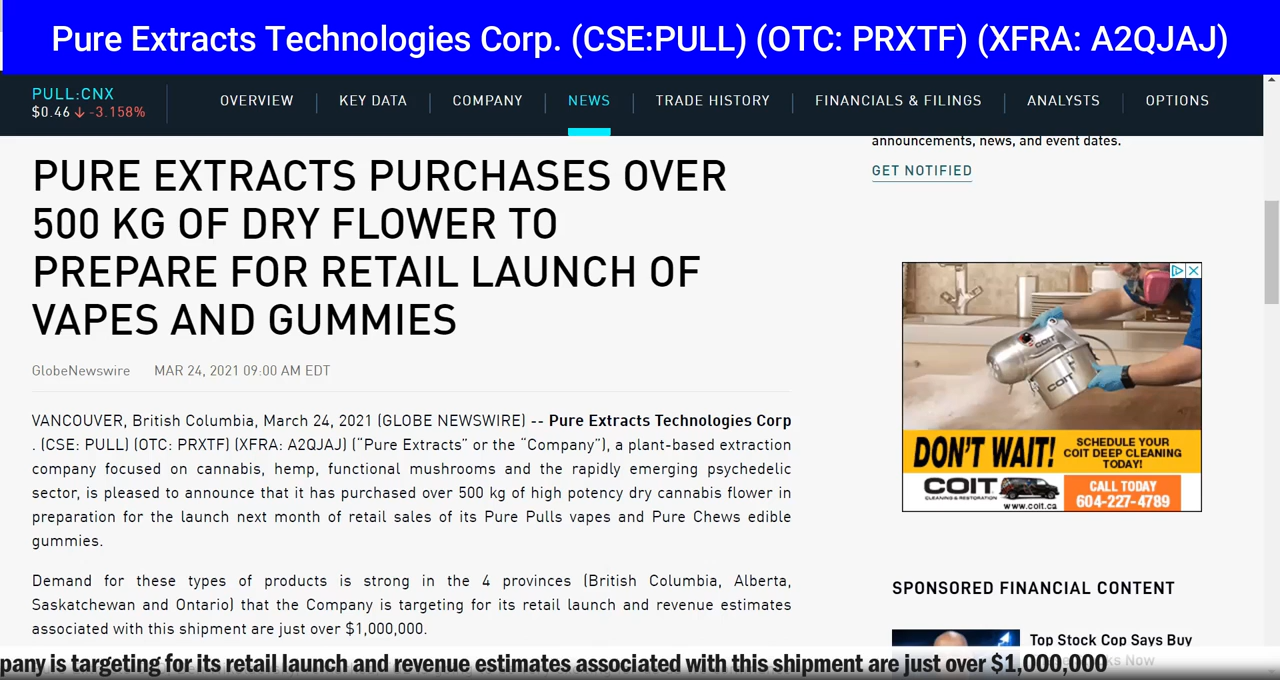 Pure Extracts Technologies Corp. (CSE:PULL) (OTC: PRXTF) (XFRA: A2QJAJ)
PULL:CNX
$0.46 -3.158%
OVERVIEW
KEY DATA
COMPANY
NEWS
TRADE HISTORY
FINANCIALS & FILINGS
ANALYSTS
OPTIONS
PURE EXTRACTS PURCHASES OVER
500 KG OF DRY FLOWER TO
PREPARE FOR RETAIL LAUNCH OF
VAPES AND GUMMIES
GlobeNewswire MAR 24, 2021 09:00 AM EDT
VANCOUVER, British Columbia, March 24, 2021 (GLOBE NEWSWIRE) -- Pure Extracts Technologies Corp
. (CSE: PULL) (OTC: PRXTF) (XFRA: A2QJAJ) (“Pure Extracts” or the “Company”), a plant-based extraction
company focused on cannabis, hemp, functional mushrooms and the rapidly emerging psychedelic
sector, is pleased to announce that it has purchased over 500 kg of high potency dry cannabis flower in
preparation for the launch next month of retail sales of its Pure Pulls vapes and Pure Chews edible
gummies.
Demand for these types of products is strong in the 4 provinces (British Columbia, Alberta,
Saskatchewan and Ontario) that the Company is targeting for its retail launch and revenue estimates
associated with this shipment are just over $1,000,000.
announcements, news, and event dates.
GET NOTIFIED
COIT
COIT
DON'T WAIT!
SCHEDULE YOUR
COIT DEEP CLEANING
TODAY!
COIT
CLEANING & RESTORATION
www.coit.ca
CALL TODAY
604-227-4789
SPONSORED FINANCIAL CONTENT
Top Stock Cop Says Buy
Now
pany is targeting for its retail launch and revenue estimates associated with this shipment are just over $1,000,000